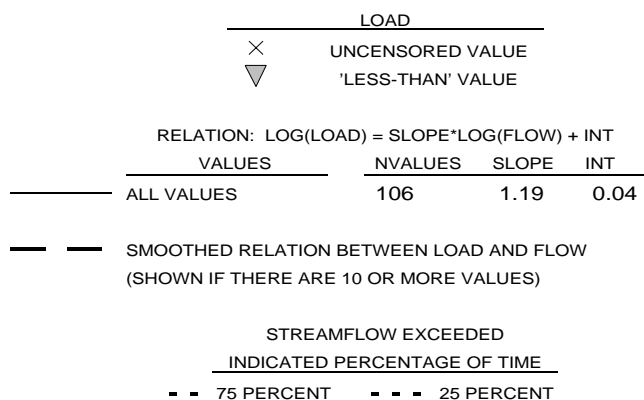 LOAD
UNCENSORED VALUE
'LESS-THAN' VALUE
RELATION: LOG(LOAD) = SLOPE*LOG(FLOW) + INT
VALUES NVALUES SLOPE INT
ALL VALUES 106 1.19 0.04
SMOOTHED RELATION BETWEEN LOAD AND FLOW
(SHOWN IF THERE ARE 10 OR MORE VALUES)
STREAMFLOW EXCEEDED
INDICATED PERCENTAGE OF TIME
75 PERCENT 25 PERCENT